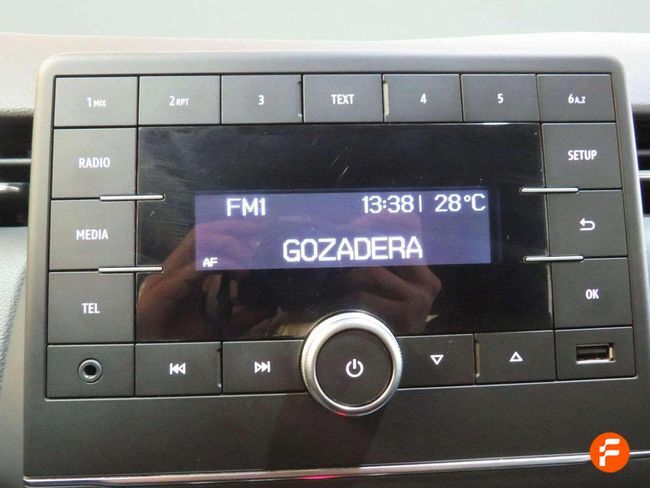 1 MIX 2 RPT 3 TEXT 4 5 6 A..Z
RADIO
SETUP
FM1 13:38| 28°C
MEDIA
GOZADERA
AF
TEL
OK